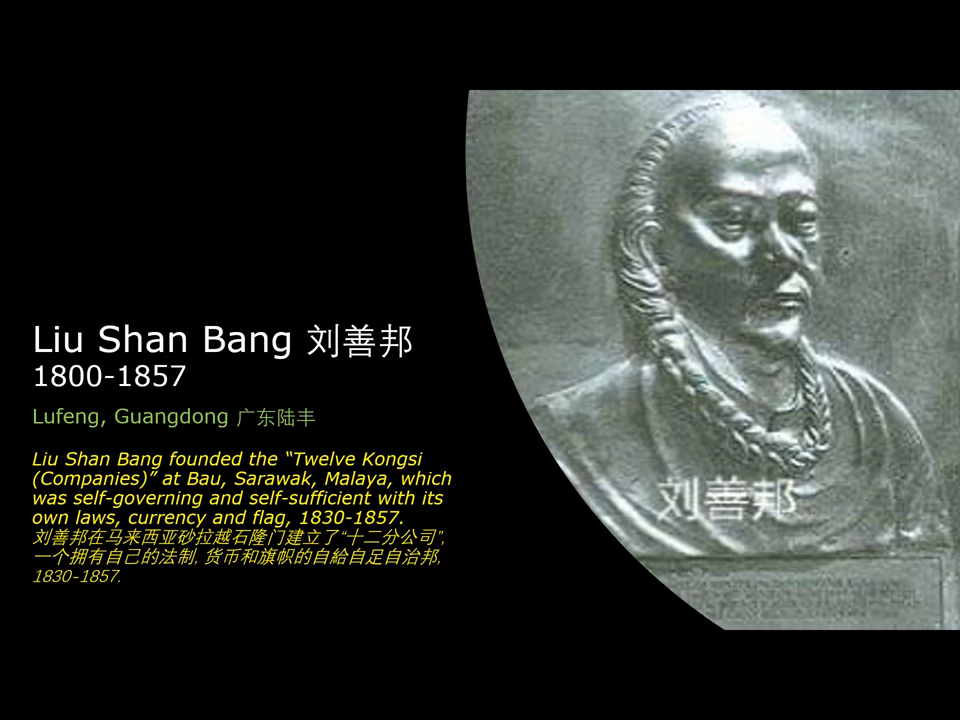 Liu Shan Bang 刘善邦
1800-1857
Lufeng, Guangdong 广东陆丰
Liu Shan Bang founded the “Twelve Kongsi
(Companies)” at Bau, Sarawak, Malaya, which
was self-governing and self-sufficient with its
own laws, currency and flag, 1830-1857.
刘善邦在马来西亚砂拉越石隆门建立了“十二分公司”,
一个拥有自己的法制, 货币和旗帜的自給自足自治邦,
1830-1857.
刘善邦